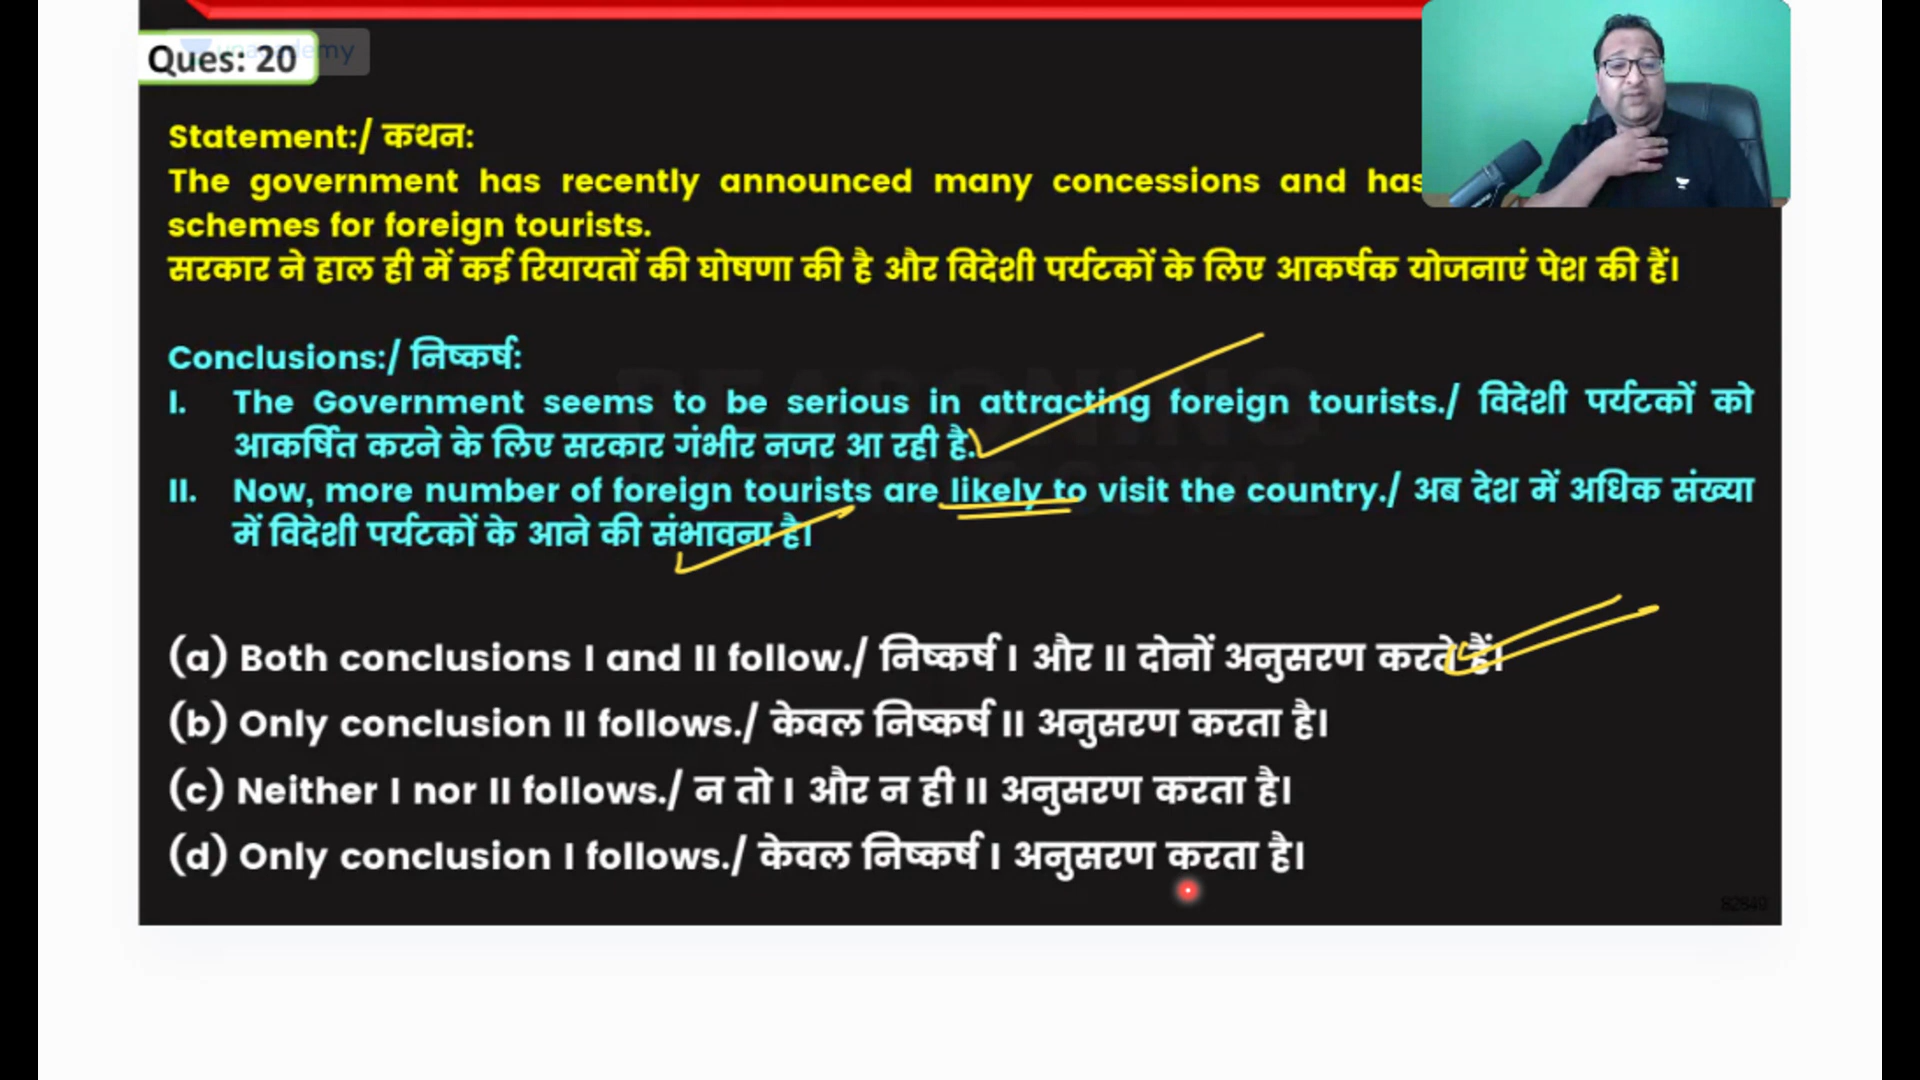 Ques: 20
Statement:/ कथन:
The government has recently announced many concessions and has
schemes for foreign tourists.
सरकार ने हाल ही में कई रियायतों की घोषणा की है और विदेशी पर्यटकों के लिए आकर्षक योजनाएं पेश की हैं।
Conclusions:/ निष्कर्ष:
I. The Government seems to be serious in attracting foreign tourists./ विदेशी पर्यटकों को
आकर्षित करने के लिए सरकार गंभीर नजर आ रही है.
II. Now, more number of foreign tourists are likely to visit the country./ अब देश में अधिक संख्या
में विदेशी पर्यटकों के आने की संभावना है।
(a) Both conclusions I and II follow./ निष्कर्ष I और II दोनों अनुसरण करते हैं।
(b) Only conclusion II follows./ केवल निष्कर्ष II अनुसरण करता है।
(c) Neither I nor II follows./ न तो I और न ही II अनुसरण करता है।
(d) Only conclusion I follows./ केवल निष्कर्ष I अनुसरण करता है।